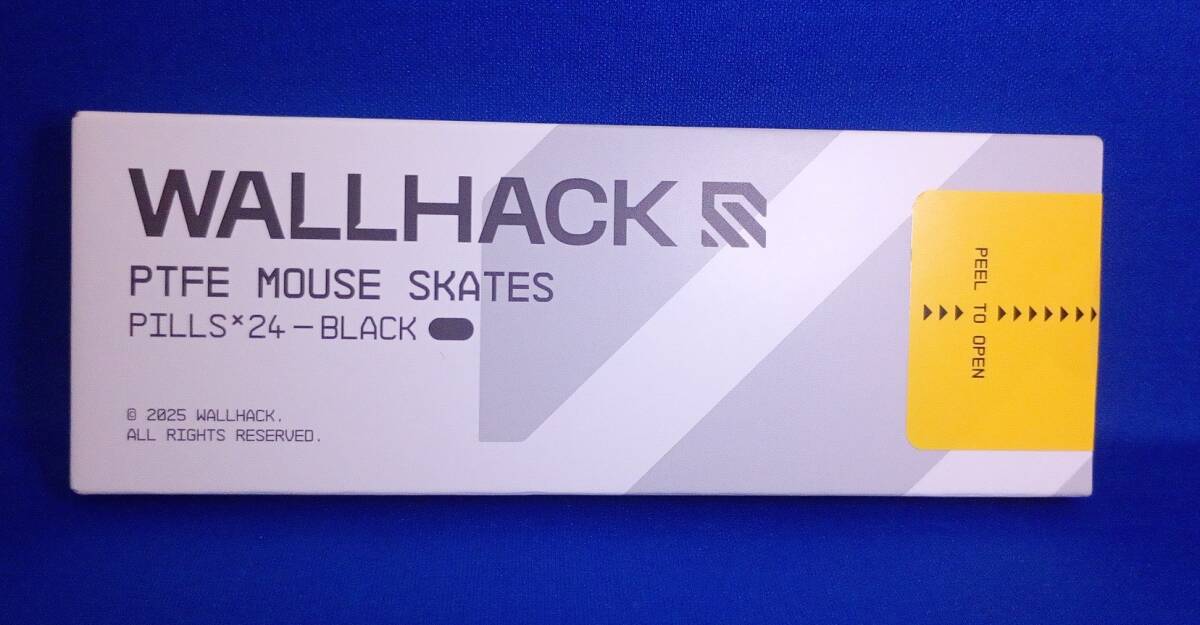 WALLHACK
PTFE MOUSE SKATES
PILLS×24—BLACK
© 2025 WALLHACK.
ALL RIGHTS RESERVED.
PEEL TO OPEN